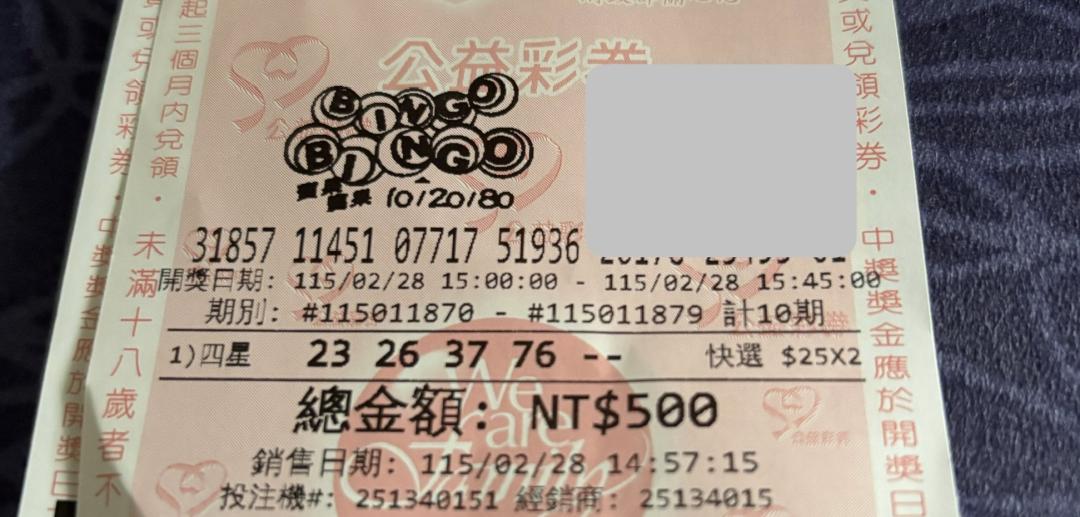 公益彩券
BINGO
BINGO
賓果
賓果 10/20/80
31857 11451 07717 51936
開獎日期: 115/02/28 15:00:00 - 115/02/28 15:45:00
期別: #115011870 - #115011879 計10期
1)四星 23 26 37 76 -- 快選 $25X2
總金額: NT$500
銷售日期: 115/02/28 14:57:15
投注機#: 251340151 經銷商: 25134015
We
care
起三個月內兌領
未滿十八歲者不
或兌領彩券
中獎獎金應於開獎日